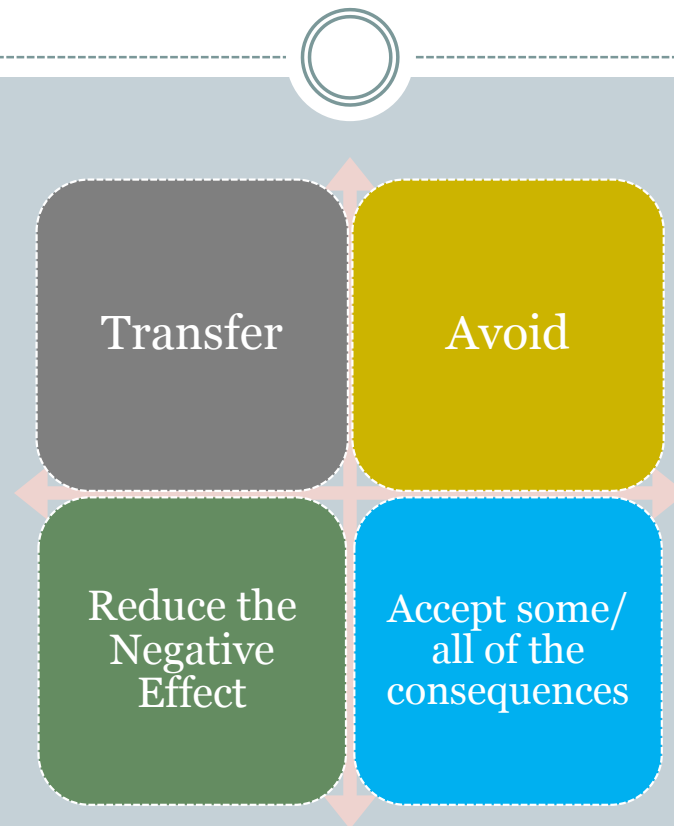 Transfer
Avoid
Reduce the
Negative
Effect
Accept some/
all of the
consequences